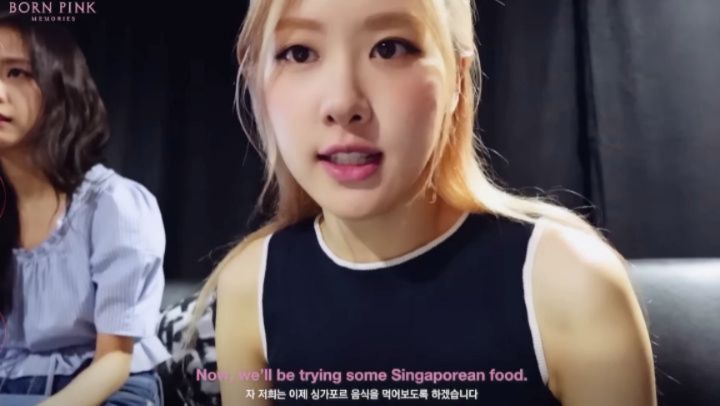 BORN PINK
MEMORIES
Now, we'll be trying some Singaporean food.
자 저희는 이제 싱가포르 음식을 먹어보도록 하겠습니다